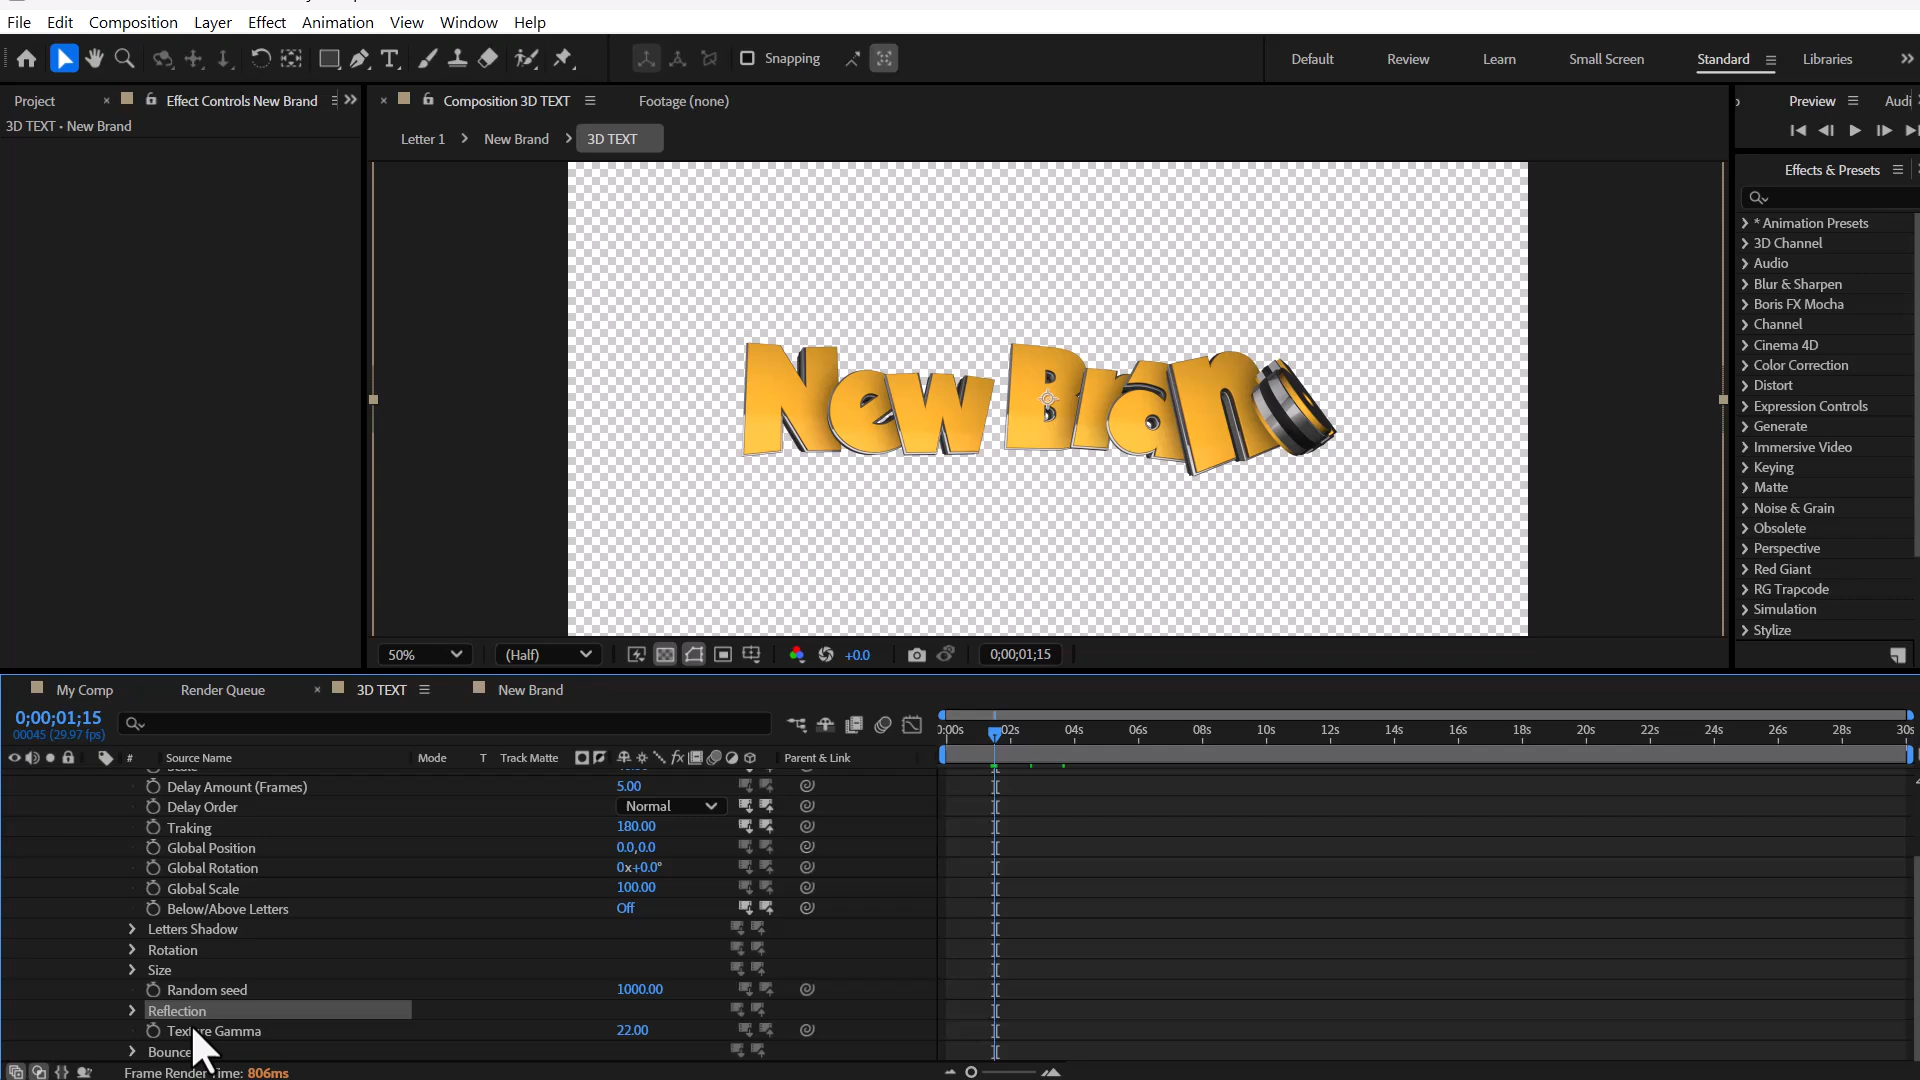 File Edit Composition Layer Effect Animation View Window Help
Snapping
Default Review Learn Small Screen Standard Libraries
Project
Effect Controls New Brand
3D TEXT • New Brand
Composition 3D TEXT
Footage (none)
Letter 1 New Brand 3D TEXT
Preview
Audi
Effects & Presets
* Animation Presets
3D Channel
Audio
Blur & Sharpen
Boris FX Mocha
Channel
Cinema 4D
Color Correction
Distort
Expression Controls
Generate
Immersive Video
Keying
Matte
Noise & Grain
Obsolete
Perspective
Red Giant
RG Trapcode
Simulation
Stylize
New Bran
50% (Half) +0.0 0;00;01;15
My Comp Render Queue 3D TEXT New Brand
0;00;01;15
00045 (29.97 fps)
# Source Name Mode T Track Matte Parent & Link
:00s 02s 04s 06s 08s 10s 12s 14s 16s 18s 20s 22s 24s 26s 28s 30s
Delay Amount (Frames) 5.00
Delay Order Normal
Traking 180.00
Global Position 0.0,0.0
Global Rotation 0x+0.0°
Global Scale 100.00
Below/Above Letters Off
Letters Shadow
Rotation
Size
Random seed 1000.00
Reflection
Texture Gamma 22.00
Bounce
Frame Render Time: 806ms